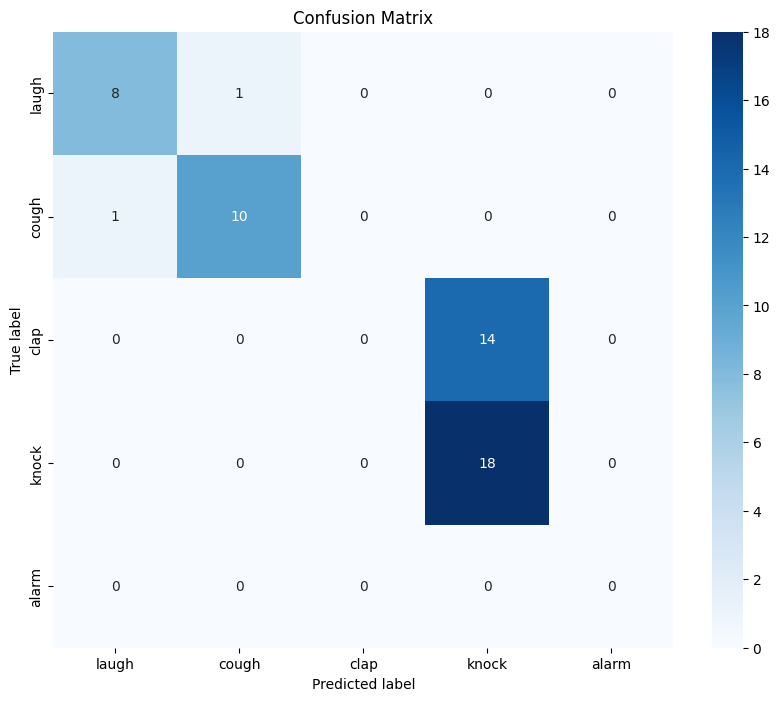 Confusion Matrix
True label
laugh 8 1 0 0 0
cough 1 10 0 0 0
clap 0 0 0 14 0
knock 0 0 0 18 0
alarm 0 0 0 0 0
laugh cough clap knock alarm
Predicted label
18
16
14
12
10
8
6
4
2
0